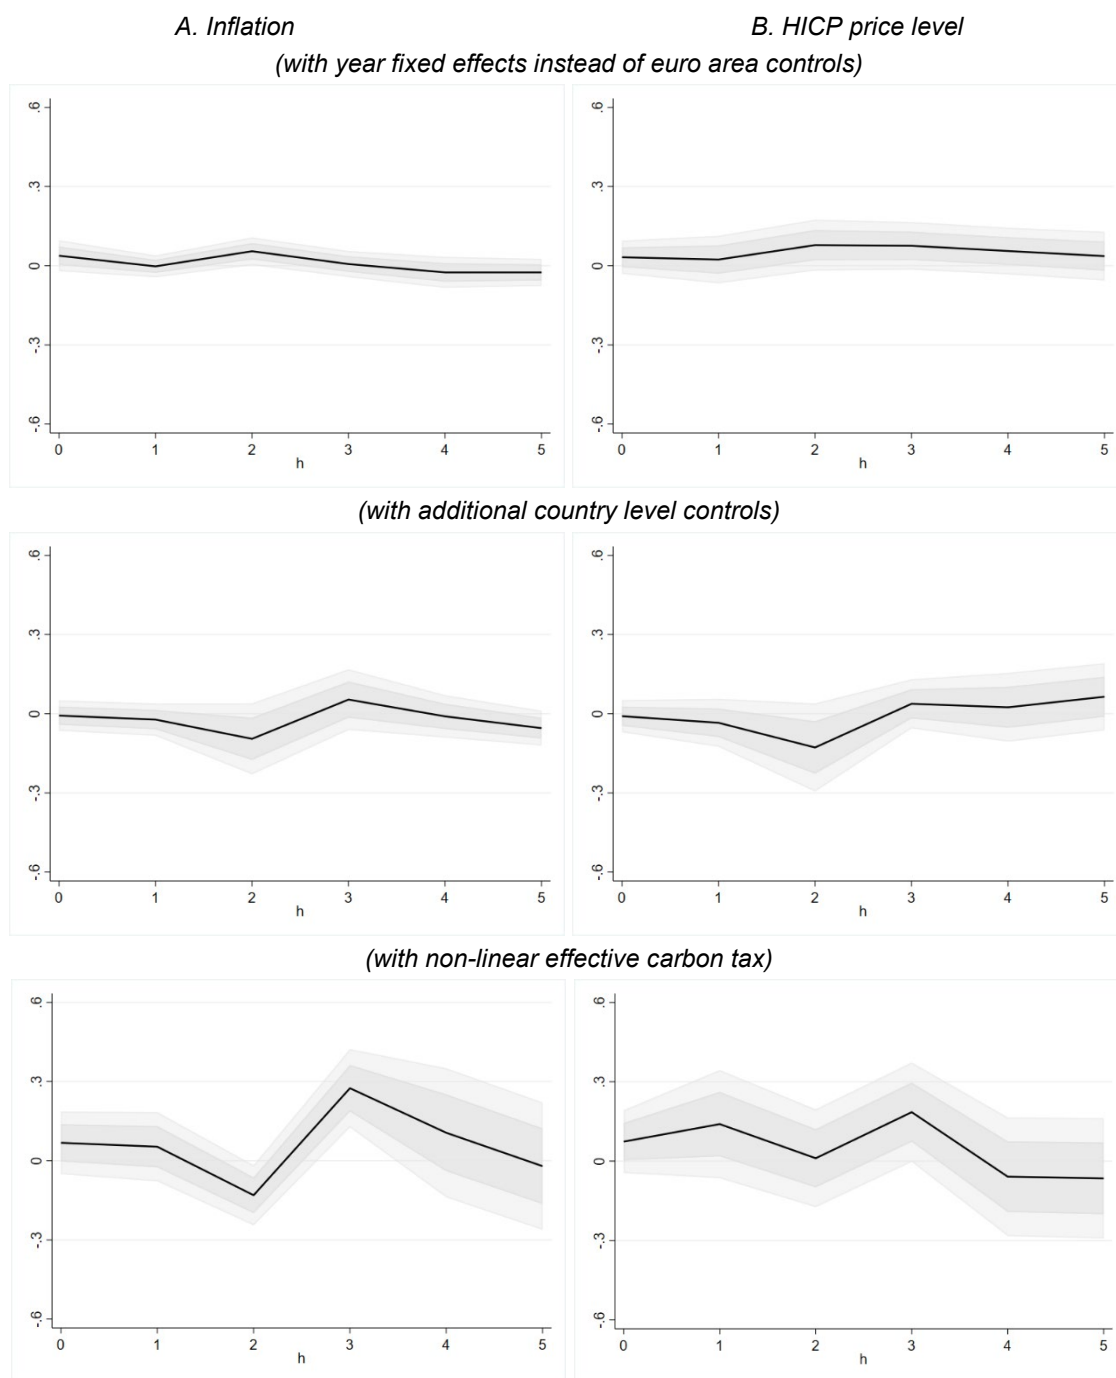 A. Inflation B. HICP price level
(with year fixed effects instead of euro area controls)
.6 .6
.3 .3
0 0
-.3 -.3
-.6 -.6
0 1 2 3 4 5 0 1 2 3 4 5
h h
(with additional country level controls)
.6 .6
.3 .3
0 0
-.3 -.3
-.6 -.6
0 1 2 3 4 5 0 1 2 3 4 5
h h
(with non-linear effective carbon tax)
.6 .6
.3 .3
0 0
-.3 -.3
-.6 -.6
0 1 2 3 4 5 0 1 2 3 4 5
h h